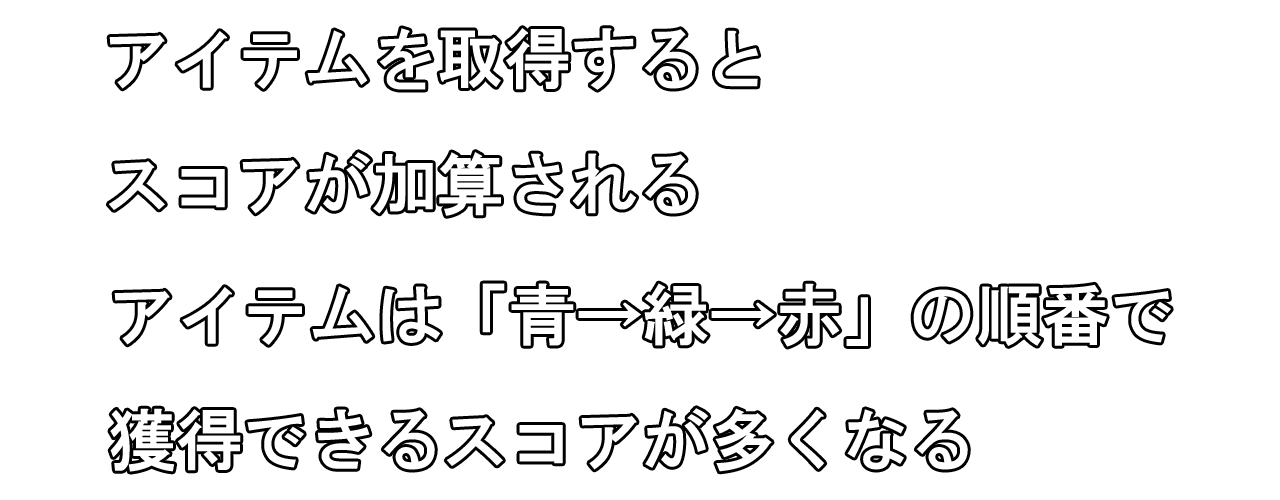 アイテムを取得すると
スコアが加算される
アイテムは「青→緑→赤」の順番で
獲得できるスコアが多くなる